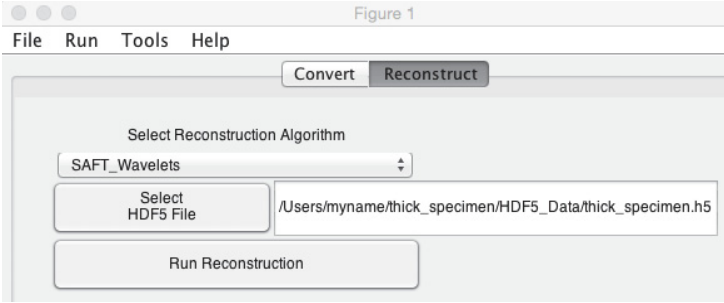 Figure 1
File Run Tools Help
Convert Reconstruct
Select Reconstruction Algorithm
SAFT_Wavelets
Select
HDF5 File
/Users/myname/thick_specimen/HDF5_Data/thick_specimen.h5
Run Reconstruction